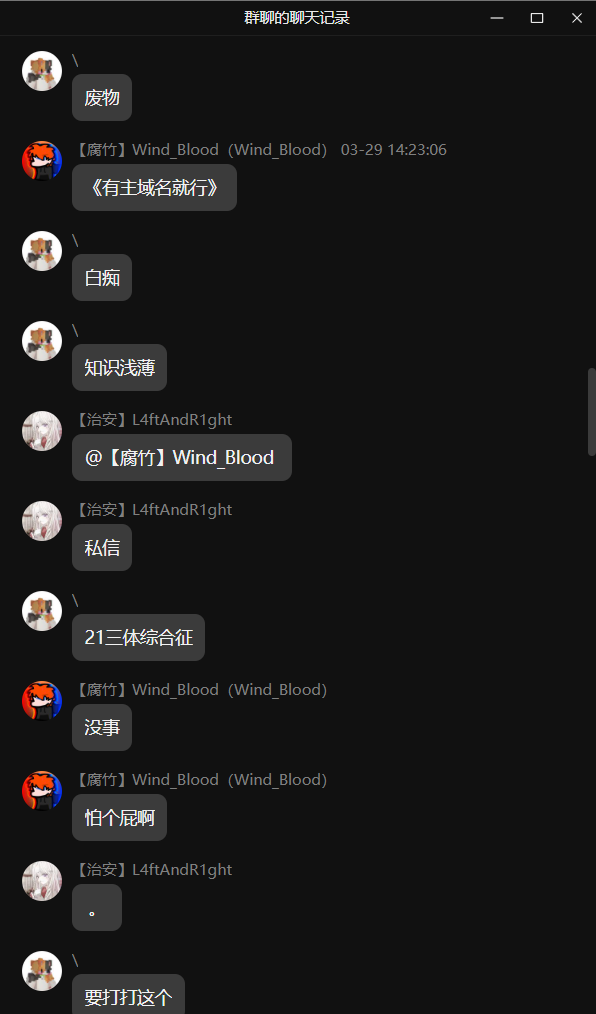 群聊的聊天记录
\
废物
【腐竹】Wind_Blood（Wind_Blood） 03-29 14:23:06
《有主域名就行》
\
白痴
\
知识浅薄
【治安】L4ftAndR1ght
@【腐竹】Wind_Blood
【治安】L4ftAndR1ght
私信
\
21三体综合征
【腐竹】Wind_Blood（Wind_Blood）
没事
【腐竹】Wind_Blood（Wind_Blood）
怕个屁啊
【治安】L4ftAndR1ght
。
\
要打打这个